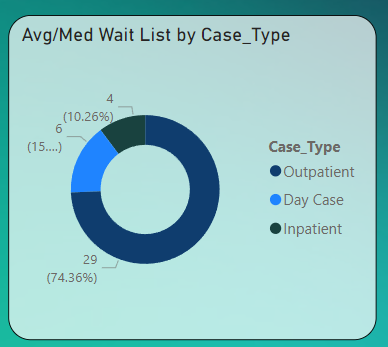 Avg/Med Wait List by Case_Type
4
(10.26%)
6
(15....)
29
(74.36%)
Case_Type
Outpatient
Day Case
Inpatient